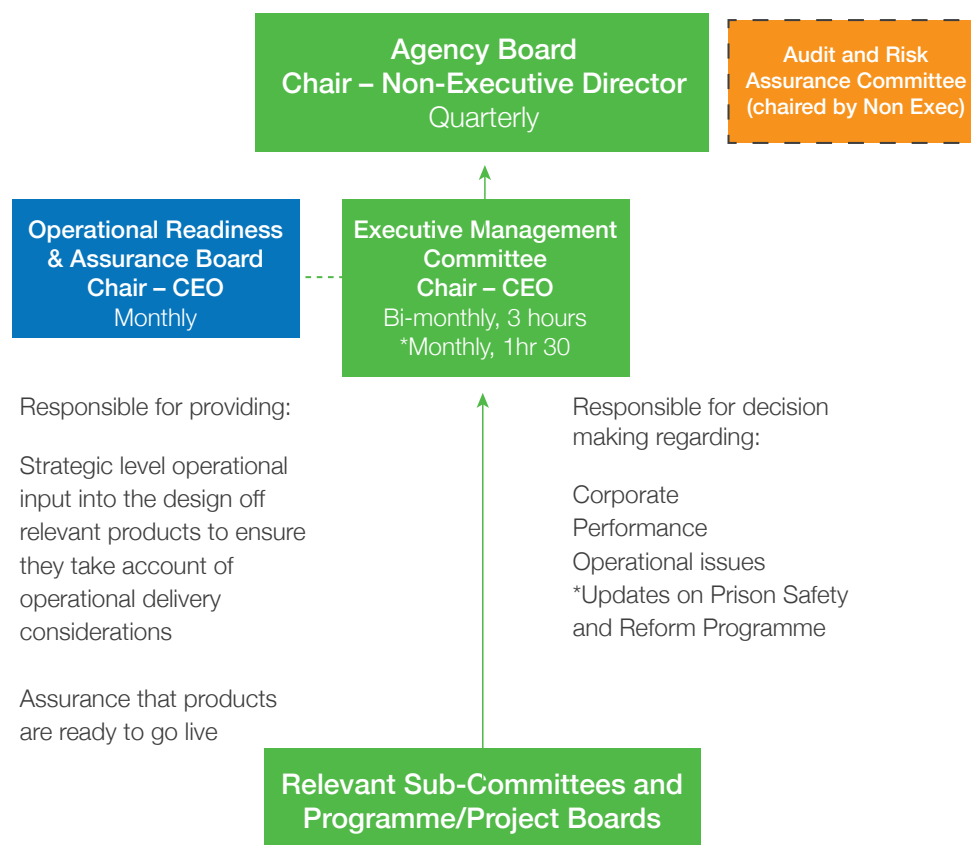 Agency Board
Chair – Non-Executive Director
Quarterly
Audit and Risk
Assurance Committee
(chaired by Non Exec)
Operational Readiness
& Assurance Board
Chair – CEO
Monthly
Executive Management
Committee
Chair – CEO
Bi-monthly, 3 hours
*Monthly, 1hr 30
Responsible for providing:
Strategic level operational
input into the design off
relevant products to ensure
they take account of
operational delivery
considerations
Assurance that products
are ready to go live
Responsible for decision
making regarding:
Corporate
Performance
Operational issues
*Updates on Prison Safety
and Reform Programme
Relevant Sub-Committees and
Programme/Project Boards